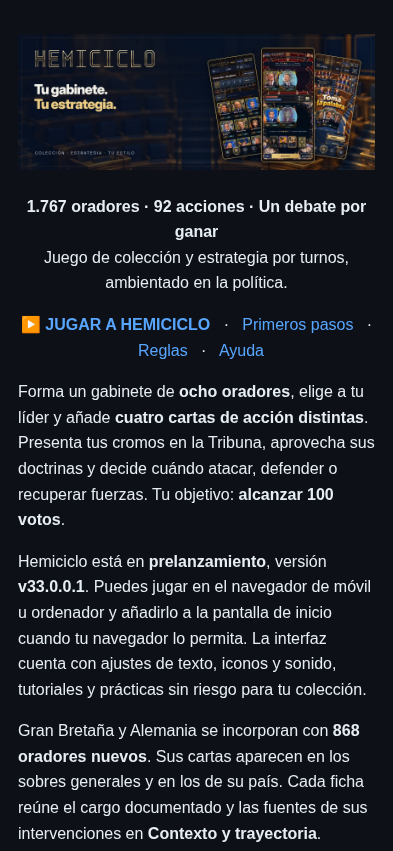 HEMICICLO
Tu gabinete.
Tu estrategia.
Toma
la palabra
COLECCIÓN · ESTRATEGIA · TU ESTILO
1.767 oradores · 92 acciones · Un debate por
ganar
Juego de colección y estrategia por turnos,
ambientado en la política.
▶️ JUGAR A HEMICICLO · Primeros pasos ·
Reglas · Ayuda
Forma un gabinete de ocho oradores, elige a tu
líder y añade cuatro cartas de acción distintas.
Presenta tus cromos en la Tribuna, aprovecha sus
doctrinas y decide cuándo atacar, defender o
recuperar fuerzas. Tu objetivo: alcanzar 100
votos.
Hemiciclo está en prelanzamiento, versión
v33.0.0.1. Puedes jugar en el navegador de móvil
u ordenador y añadirlo a la pantalla de inicio
cuando tu navegador lo permita. La interfaz
cuenta con ajustes de texto, iconos y sonido,
tutoriales y prácticas sin riesgo para tu colección.
Gran Bretaña y Alemania se incorporan con 868
oradores nuevos. Sus cartas aparecen en los
sobres generales y en los de su país. Cada ficha
reúne el cargo documentado y las fuentes de sus
intervenciones en Contexto y trayectoria.